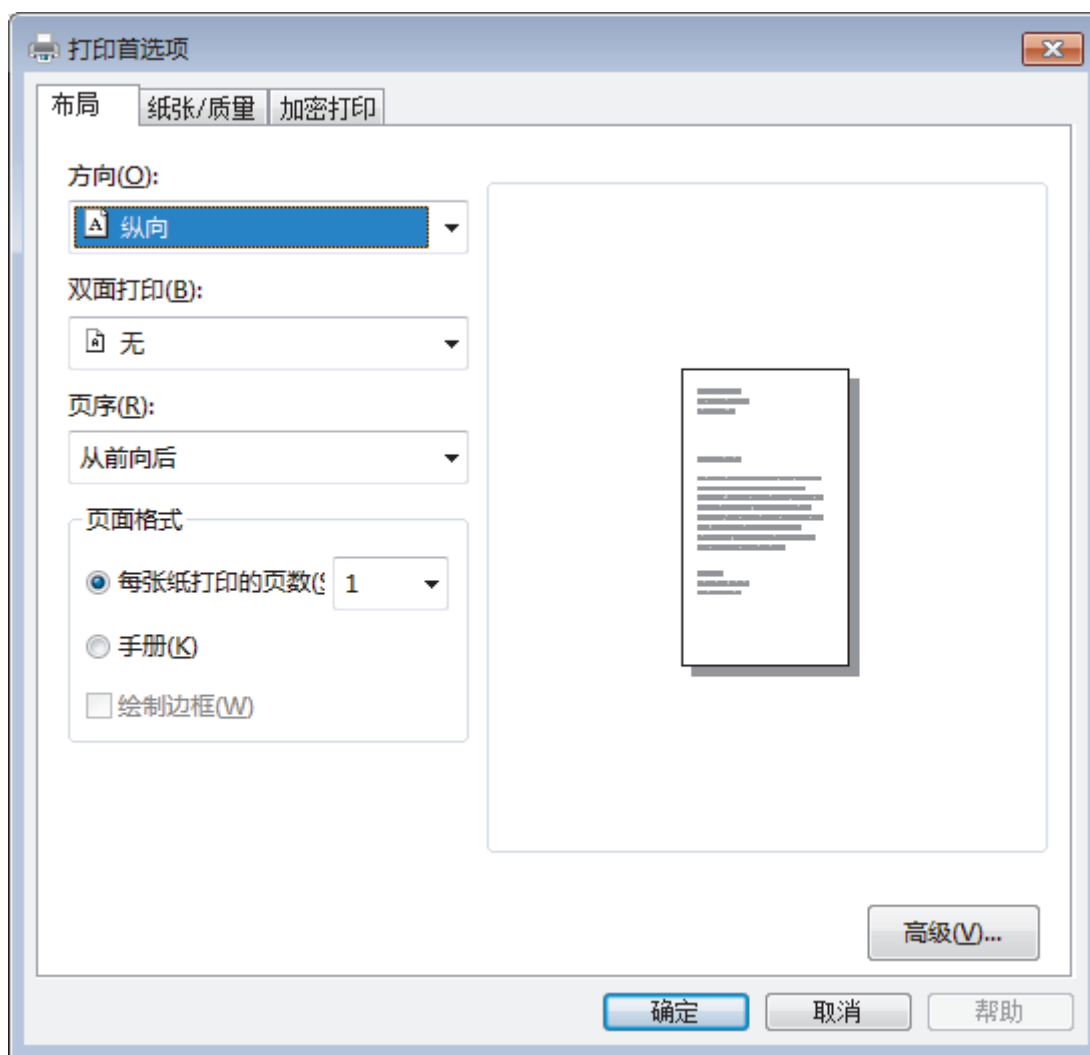 打印首选项
布局 纸张/质量 加密打印
方向(O):
A 纵向
双面打印(B):
无
页序(R):
从前向后
页面格式
每张纸打印的页数(S 1
手册(K)
绘制边框(W)
高级(V)...
确定 取消 帮助